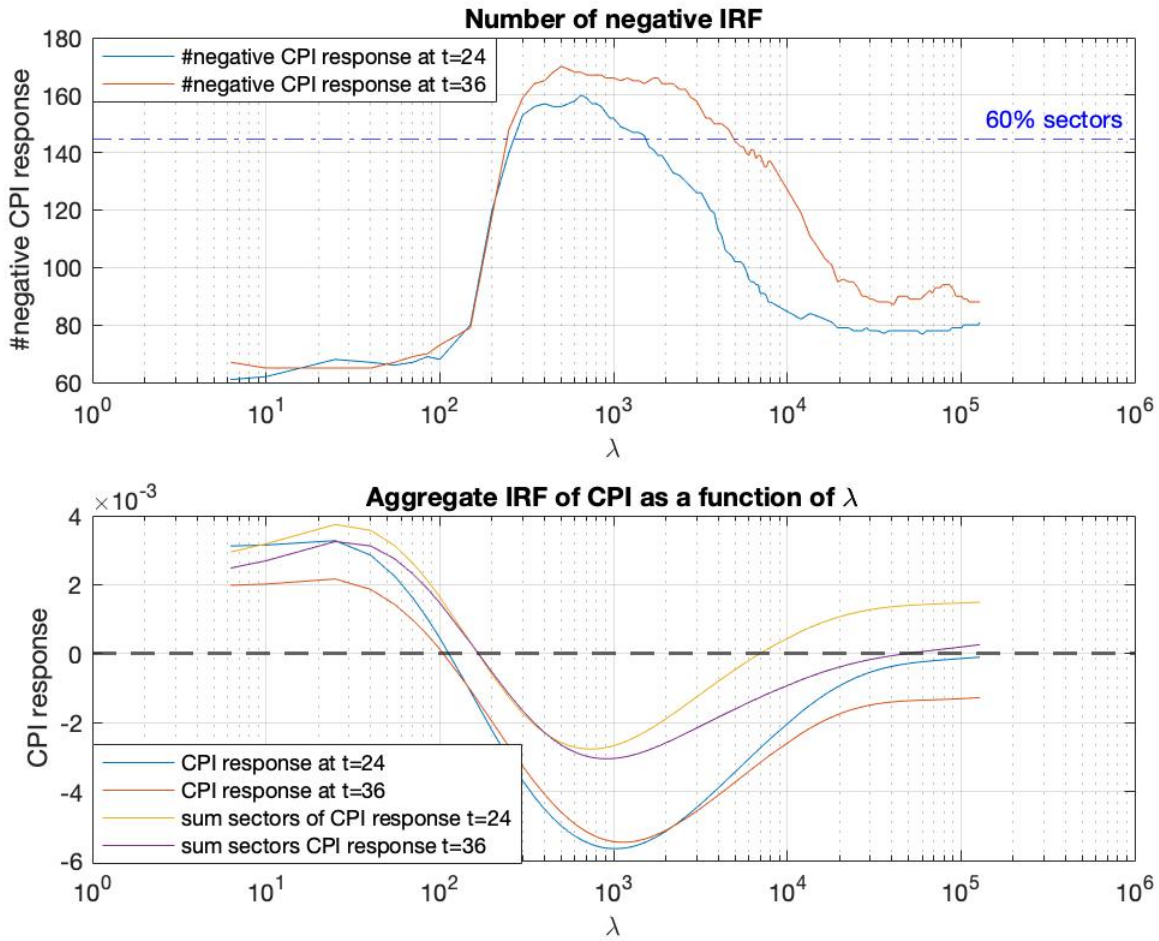 Number of negative IRF
180
160
140
120
100
80
60
#negative CPI response
#negative CPI response at t=24
#negative CPI response at t=36
60% sectors
10^0 10^1 10^2 10^3 10^4 10^5 10^6
λ
Aggregate IRF of CPI as a function of λ
×10^-3
4
2
0
-2
-4
-6
CPI response
CPI response at t=24
CPI response at t=36
sum sectors of CPI response t=24
sum sectors CPI response t=36
10^0 10^1 10^2 10^3 10^4 10^5 10^6
λ